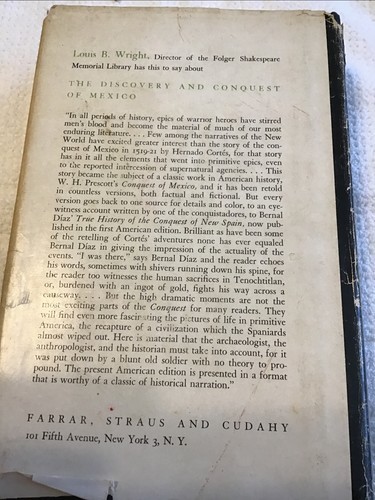 Louis B. Wright, Director of the Folger Shakespeare
Memorial Library has this to say about
THE DISCOVERY AND CONQUEST
OF MEXICO
"In all periods of history, epics of warrior heroes have stirred
men's blood and become the material of much of our most
enduring literature. . . . Few among the narratives of the New
World have excited greater interest than the story of the con-
quest of Mexico in 1519-21 by Hernado Cortés, for that story
has in it all the elements that went into primitive epics, even
to the reported intercession of supernatural agencies. . . . This
story became the subject of a classic work in American history,
W. H. Prescott's Conquest of Mexico, and it has been retold
in countless versions, both factual and fictional. But every
version goes back to one source for details and color, to an eye-
witness account written by one of the conquistadores, to Bernal
Díaz' True History of the Conquest of New Spain, now pub-
lished in the first American edition. Brilliant as have been some
of the retelling of Cortés' adventures none has ever equaled
Bernal Díaz in giving the impression of the actuality of the
events. "I was there," says Bernal Díaz and the reader echoes
his words, sometimes with shivers running down his spine, for
the reader too witnesses the human sacrifices in Tenochtitlan,
or, burdened with an ingot of gold, fights his way across a
causeway. . . . But the high dramatic moments are not the
most exciting parts of the Conquest for many readers. They
will find even more fascinating the pictures of life in primitive
America, the recapture of a civilization which the Spaniards
almost wiped out. Here is material that the archaeologist, the
anthropologist, and the historian must take into account, for it
was put down by a blunt old soldier with no theory to pro-
pound. The present American edition is presented in a format
that is worthy of a classic of historical narration."
FARRAR, STRAUS AND CUDAHY
101 Fifth Avenue, New York 3, N. Y.